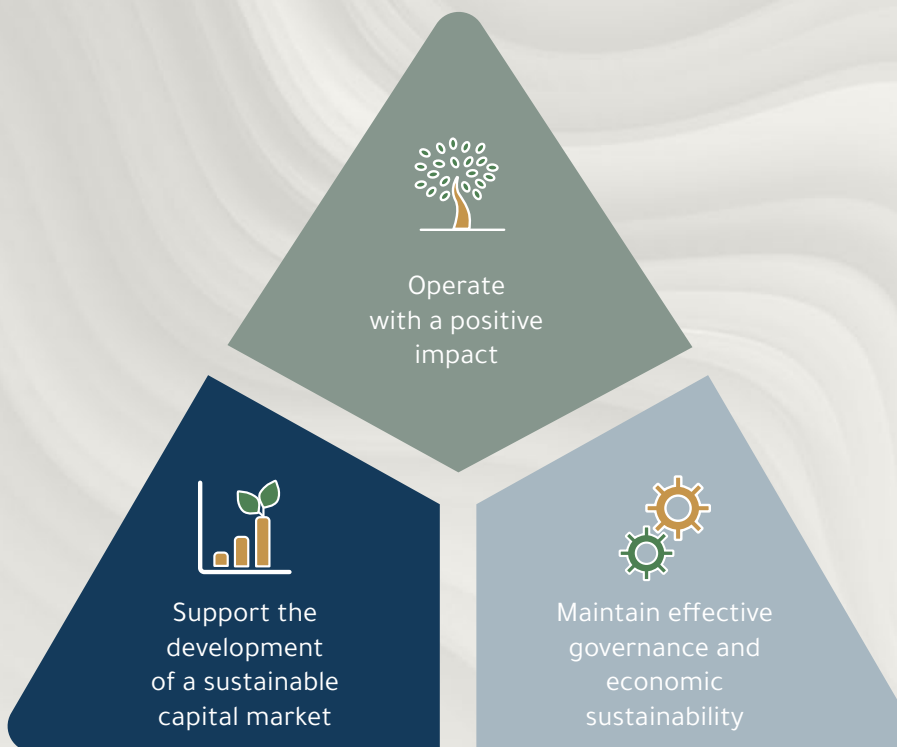 Operate
with a positive
impact
Support the
development
of a sustainable
capital market
Maintain effective
governance and
economic
sustainability